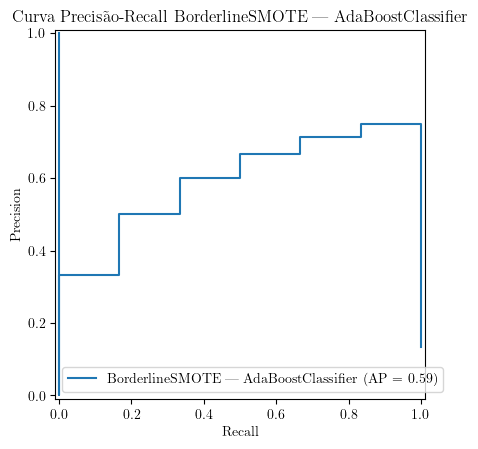 Curva Precisão-Recall BorderlineSMOTE — AdaBoostClassifier
1.0
0.8
0.6
0.4
0.2
0.0
Precision
BorderlineSMOTE — AdaBoostClassifier (AP = 0.59)
0.0 0.2 0.4 0.6 0.8 1.0
Recall